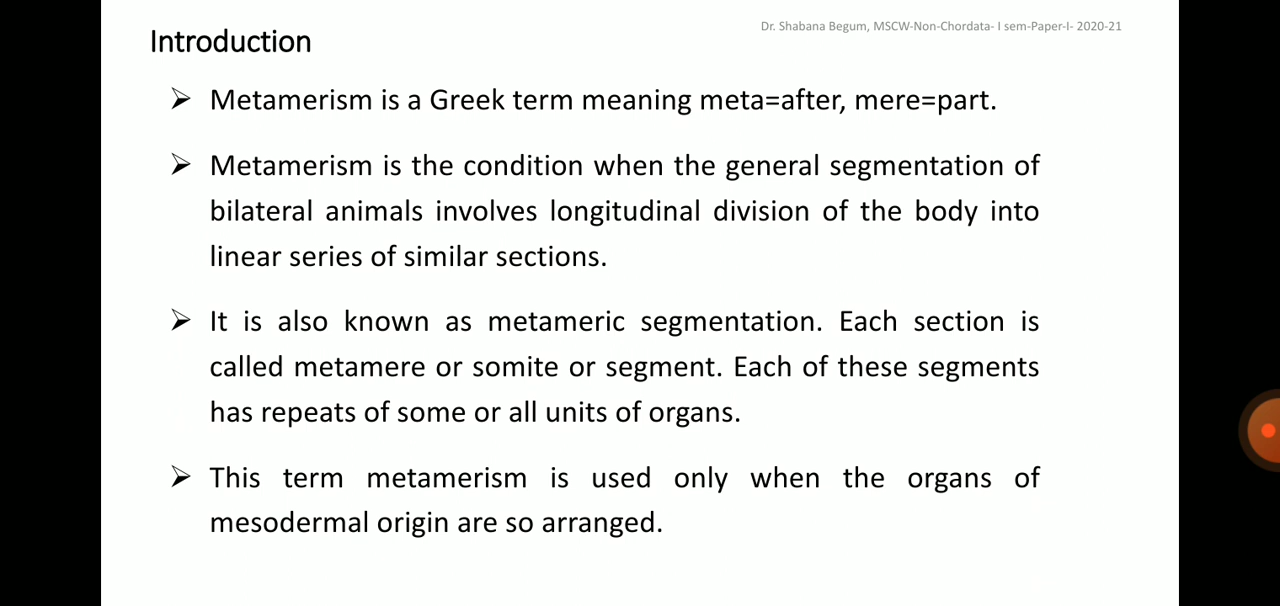 Dr. Shabana Begum, MSCW-Non-Chordata- I sem-Paper-I- 2020-21
Introduction
➢ Metamerism is a Greek term meaning meta=after, mere=part.
➢ Metamerism is the condition when the general segmentation of
bilateral animals involves longitudinal division of the body into
linear series of similar sections.
➢ It is also known as metameric segmentation. Each section is
called metamere or somite or segment. Each of these segments
has repeats of some or all units of organs.
➢ This term metamerism is used only when the organs of
mesodermal origin are so arranged.